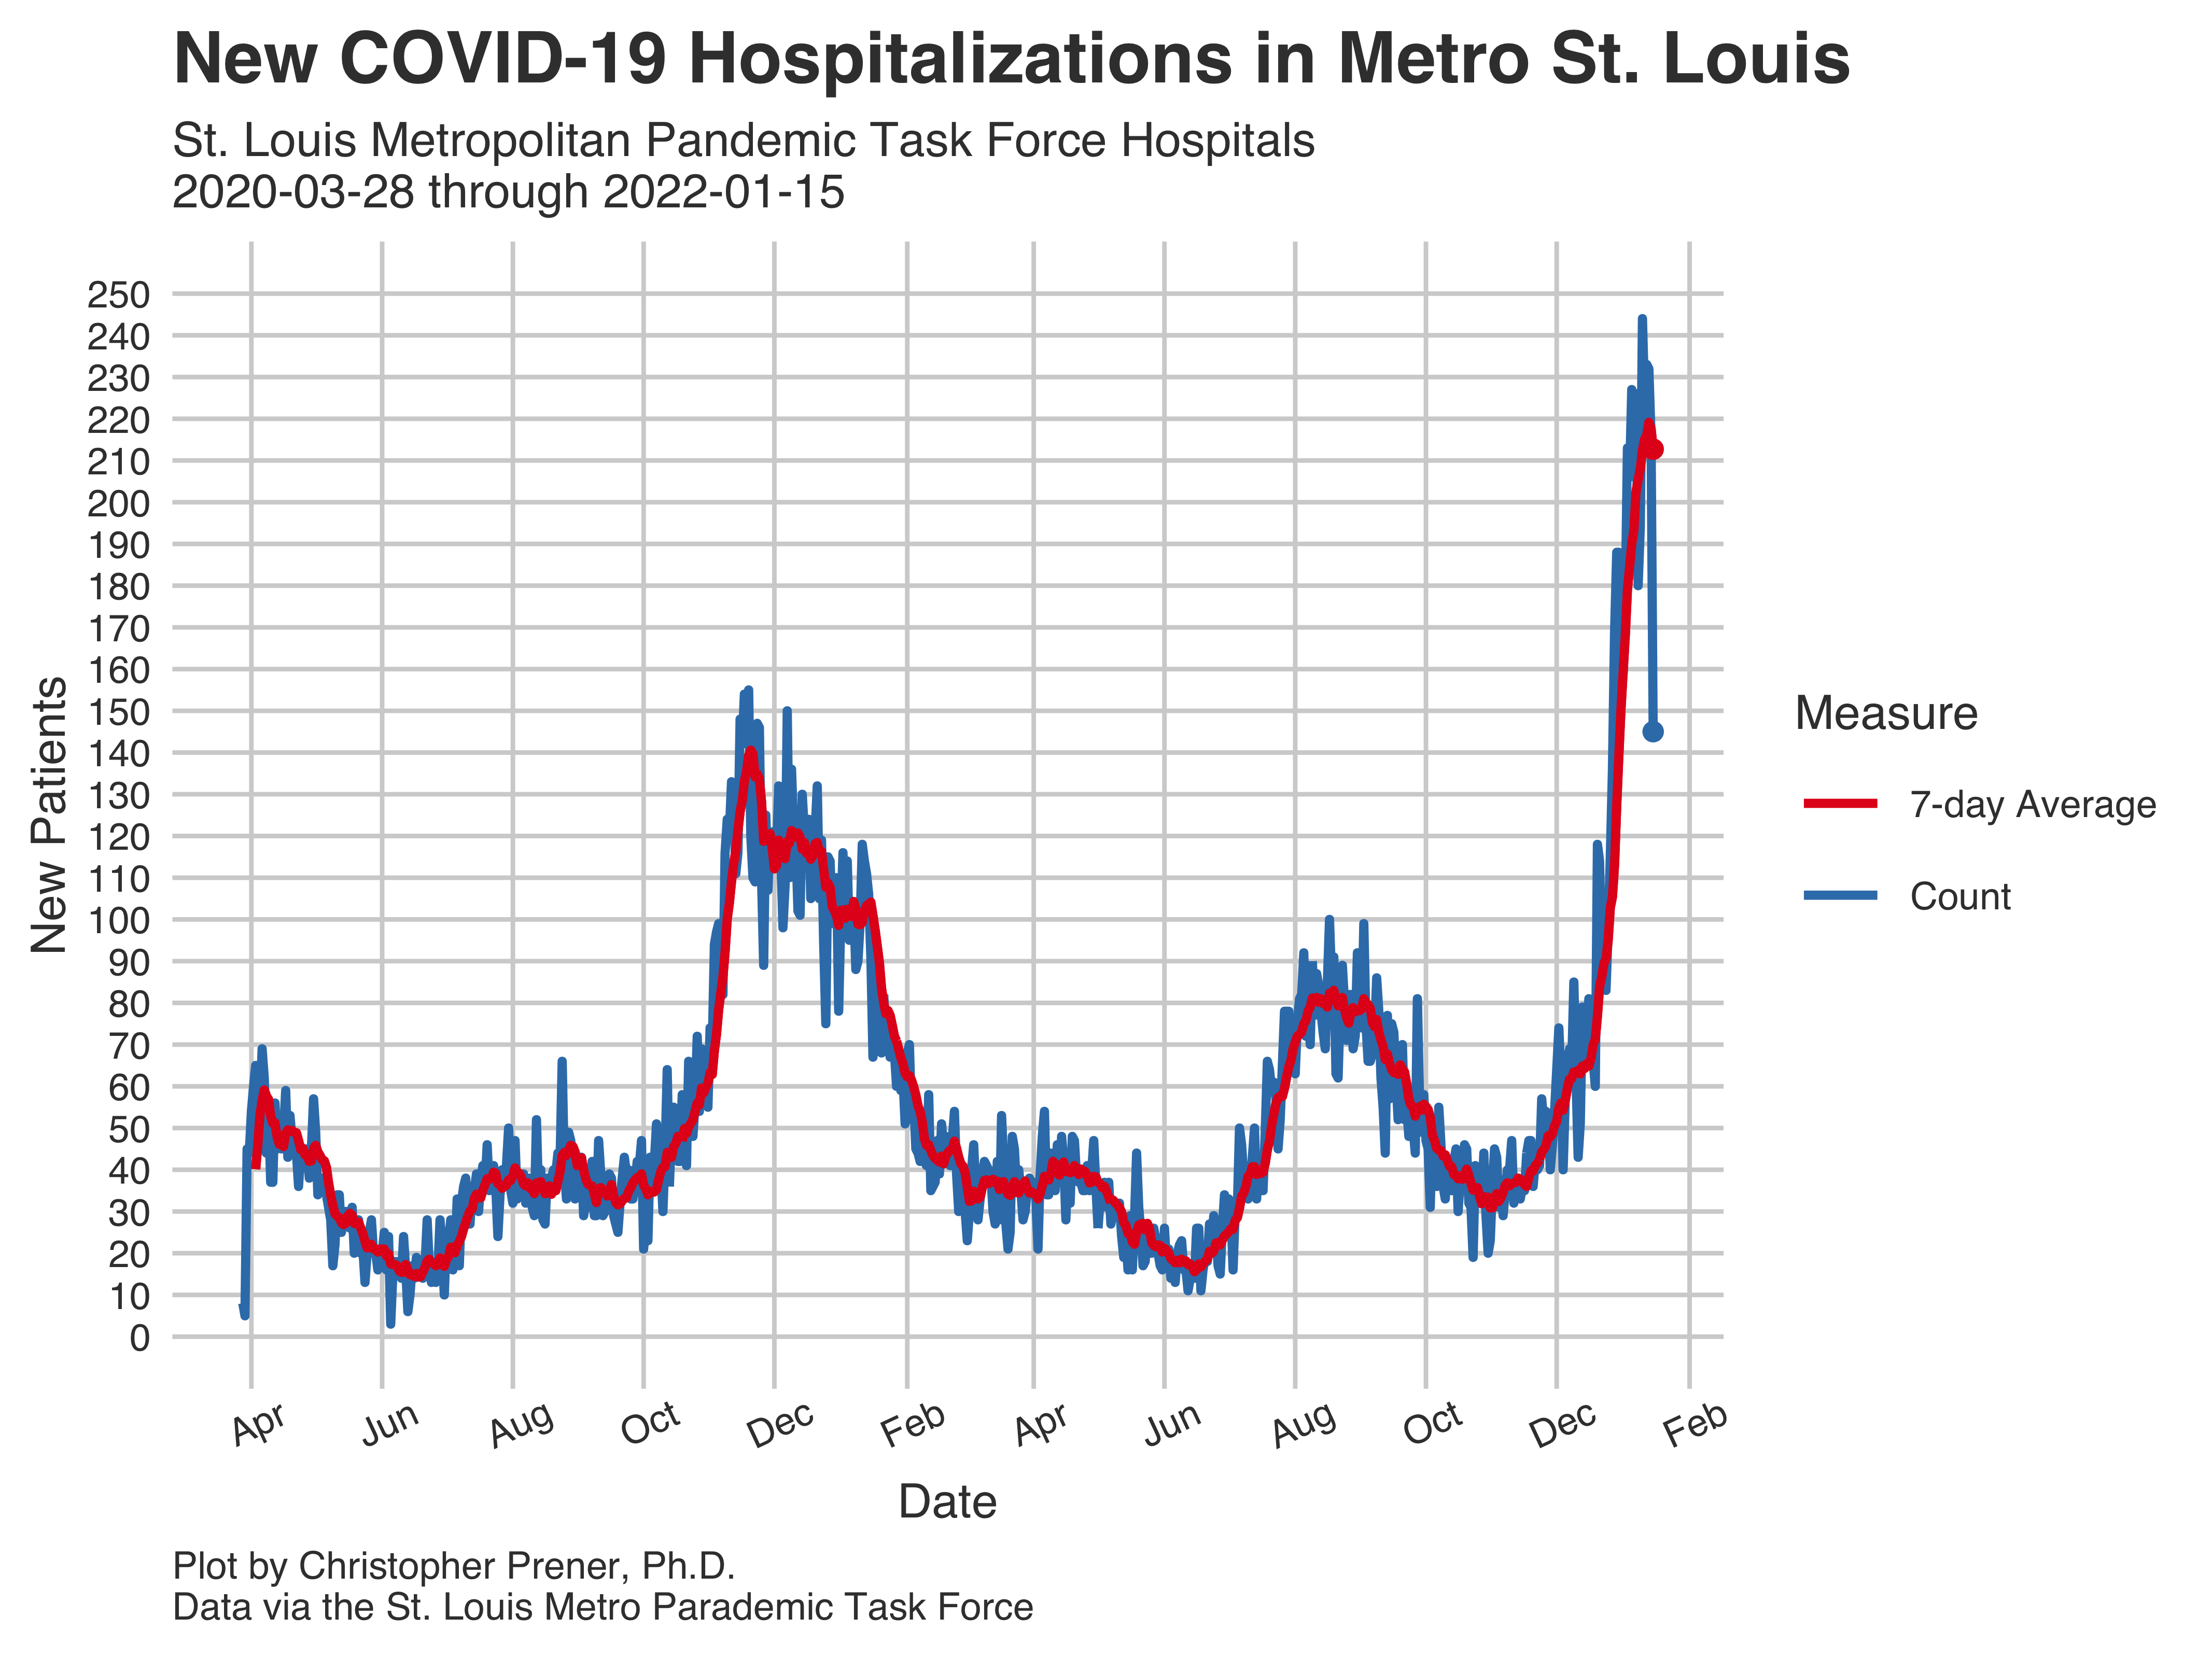 New COVID-19 Hospitalizations in Metro St. Louis
St. Louis Metropolitan Pandemic Task Force Hospitals
2020-03-28 through 2022-01-15
250
240
230
220
210
200
190
180
170
160
150
140
130
120
110
100
90
80
70
60
50
40
30
20
10
0
New Patients
Apr
Jun
Aug
Oct
Dec
Feb
Apr
Jun
Aug
Oct
Dec
Feb
Date
Measure
7-day Average
Count
Plot by Christopher Prener, Ph.D.
Data via the St. Louis Metro Parademic Task Force